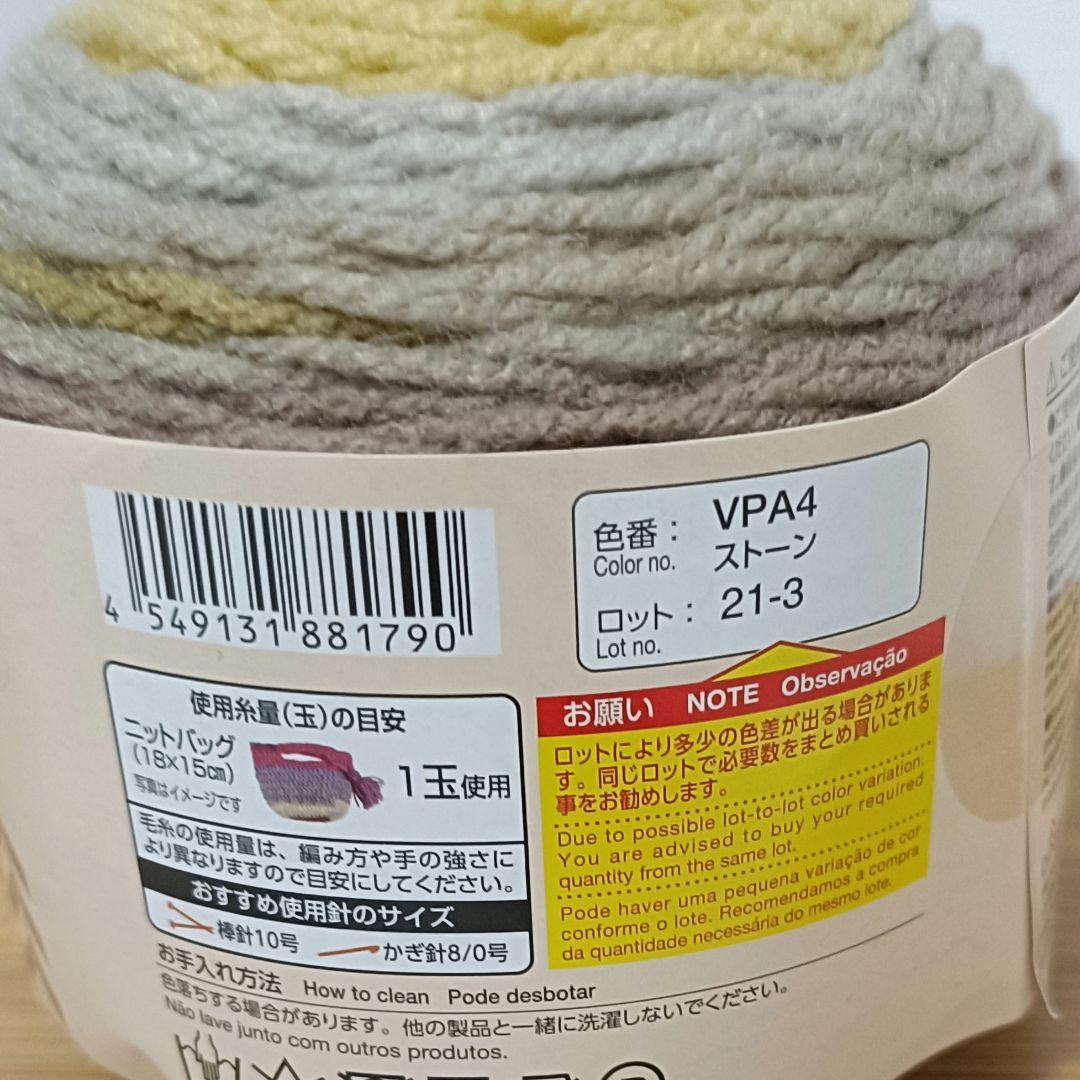 4 549131 881790
色番： VPA4
Color no. ストーン
ロット： 21-3
Lot no.
使用糸量(玉)の目安
ニットバッグ
(18×15㎝)
写真はイメージです
1玉使用
毛糸の使用量は、編み方や手の強さに
より異なりますので目安にしてください。
おすすめ使用針のサイズ
棒針10号 かぎ針8/0号
お願い NOTE Observação
ロットにより多少の色差が出る場合がありま
す。同じロットで必要数をまとめ買いされる
事をお勧めします。
Due to possible lot-to-lot color variation.
You are advised to buy your required
quantity from the same lot.
Pode haver uma pequena variação de cor
conforme o lote. Recomendamos a compra
da quantidade necessária do mesmo lote.
お手入れ方法 How to clean Pode desbotar
色落ちする場合があります。他の製品と一緒に洗濯しないでください。
Não lave junto com outros produtos.